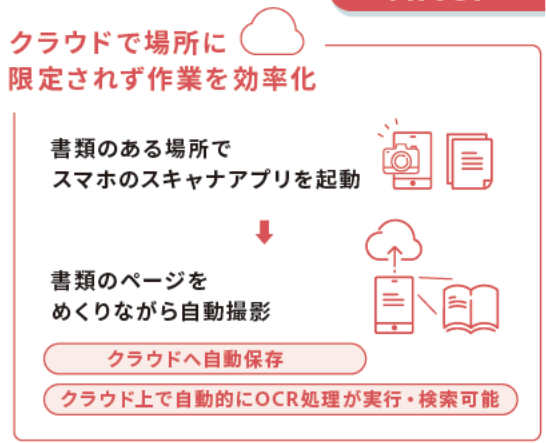 クラウドで場所に
限定されず作業を効率化
書類のある場所で
スマホのスキャナアプリを起動
書類のページを
めくりながら自動撮影
クラウドへ自動保存
クラウド上で自動的にOCR処理が実行・検索可能